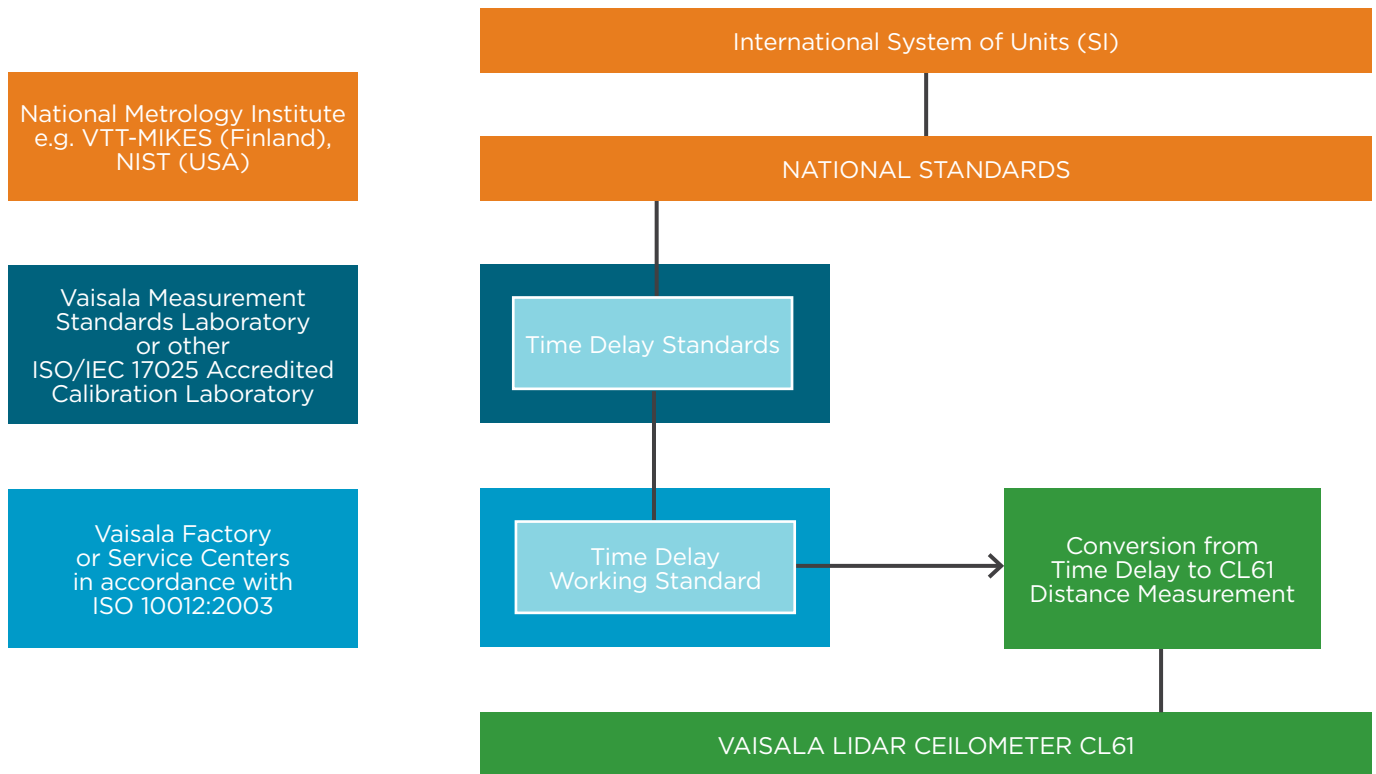 International System of Units (SI)
National Metrology Institute
e.g. VTT-MIKES (Finland),
NIST (USA)
NATIONAL STANDARDS
Vaisala Measurement
Standards Laboratory
or other
ISO/IEC 17025 Accredited
Calibration Laboratory
Time Delay Standards
Vaisala Factory
or Service Centers
in accordance with
ISO 10012:2003
Time Delay
Working Standard
Conversion from
Time Delay to CL61
Distance Measurement
VAISALA LIDAR CEILOMETER CL61